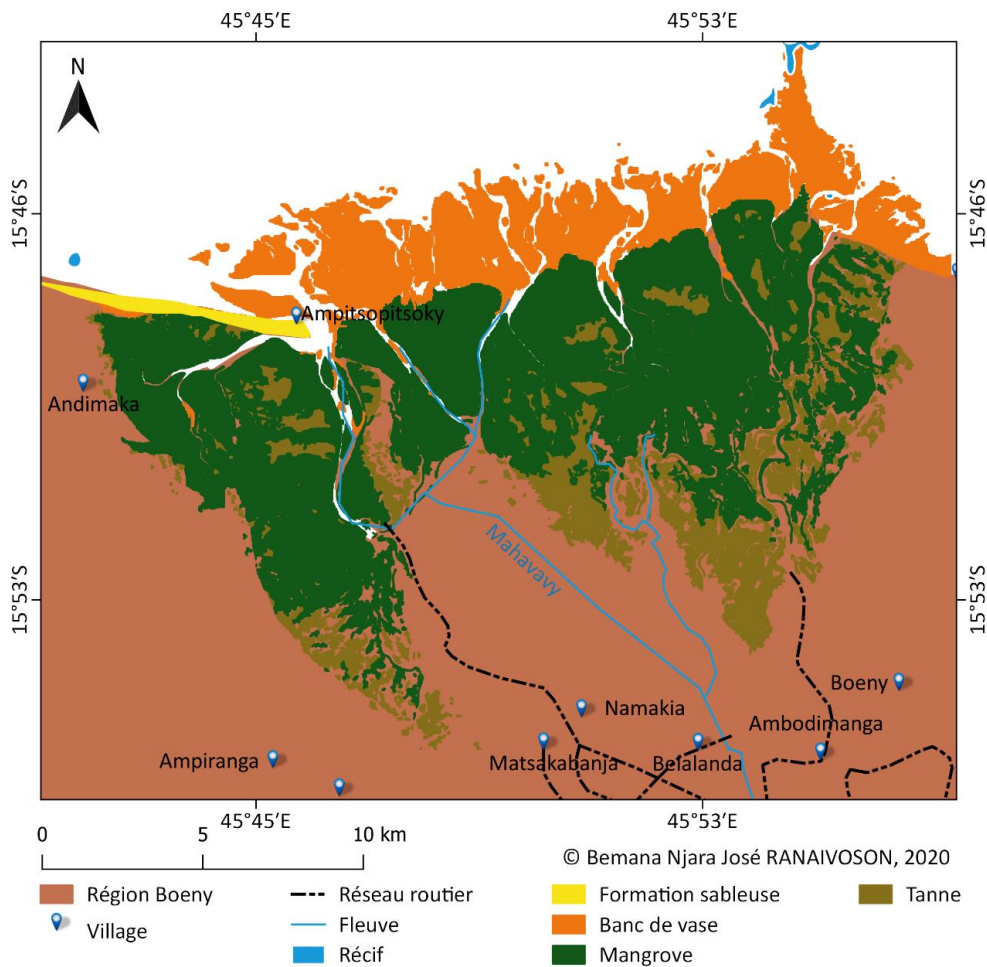 45°45'E
45°53'E
N
15°46'S
15°46'S
Ampitsopitsoky
Andimaka
Mahavavy
15°53'S
15°53'S
Boeny
Namakia
Ambodimanga
Ampiranga
Matsakabanja
Belalanda
45°45'E
45°53'E
0 5 10 km
© Bemana Njara José RANAIVOSON, 2020
Région Boeny
Réseau routier
Formation sableuse
Tanne
Village
Fleuve
Banc de vase
Récif
Mangrove